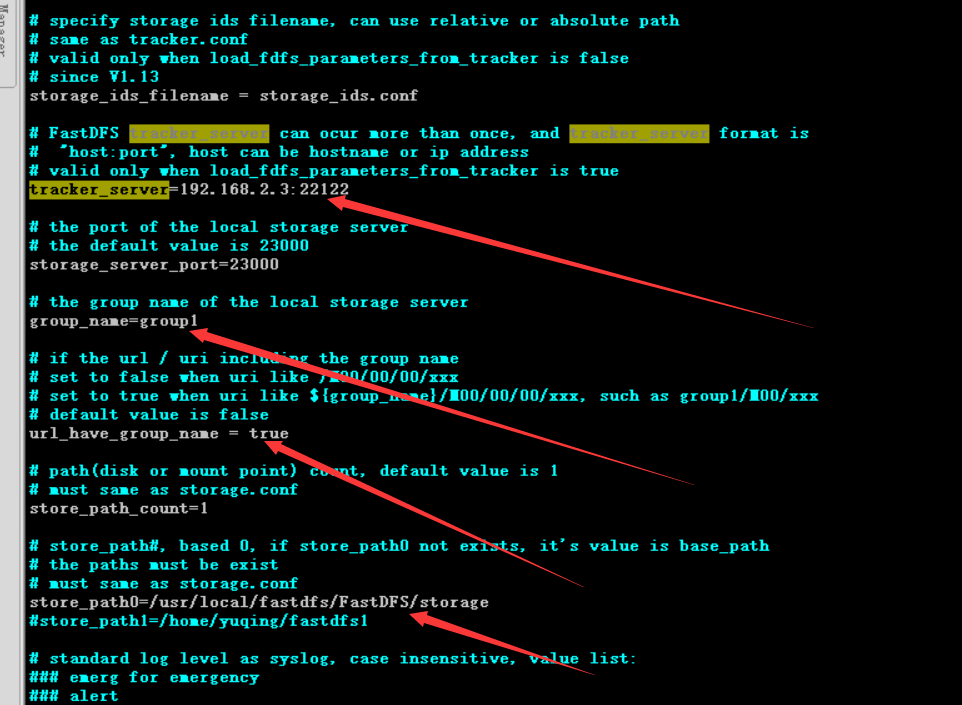 Manager
# specify storage ids filename, can use relative or absolute path
# same as tracker.conf
# valid only when load_fdfs_parameters_from_tracker is false
# since V1.13
storage_ids_filename = storage_ids.conf
# FastDFS tracker_server can ocur more than once, and tracker_server format is
#  "host:port", host can be hostname or ip address
# valid only when load_fdfs_parameters_from_tracker is true
tracker_server=192.168.2.3:22122
# the port of the local storage server
# the default value is 23000
storage_server_port=23000
# the group name of the local storage server
group_name=group1
# if the url / uri including the group name
# set to false when uri like /M00/00/00/xxx
# set to true when uri like ${group_name}/M00/00/00/xxx, such as group1/M00/xxx
# default value is false
url_have_group_name = true
# path(disk or mount point) count, default value is 1
# must same as storage.conf
store_path_count=1
# store_path#, based 0, if store_path0 not exists, it's value is base_path
# the paths must be exist
# must same as storage.conf
store_path0=/usr/local/fastdfs/FastDFS/storage
#store_path1=/home/yuqing/fastdfs1
# standard log level as syslog, case insensitive, value list:
### emerg for emergency
### alert